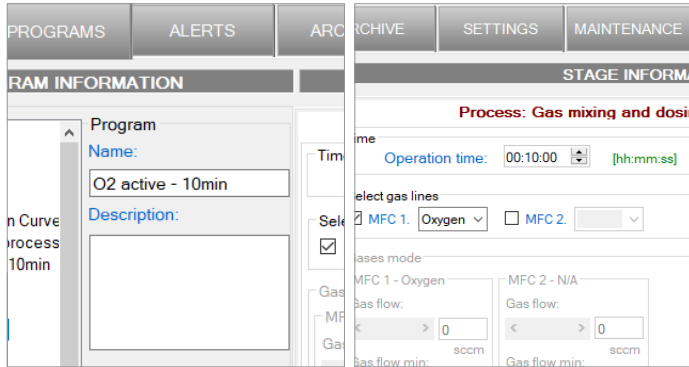 PROGRAMS ALERTS ARC
RAM INFORMATION
Program
Name:
O2 active - 10min
Description:
n Curve
process
10min
Time
Sele
Gas
MF
Gas
RCHIVE SETTINGS MAINTENANCE
STAGE INFORMA
Process: Gas mixing and dosi
ime
Operation time: 00:10:00 [hh:mm:ss]
elect gas lines
MFC 1. Oxygen MFC 2.
Gases mode
MFC 1 - Oxygen MFC 2 - N/A
Gas flow: Gas flow:
0 0
sccm sccm
Gas flow min: Gas flow min: